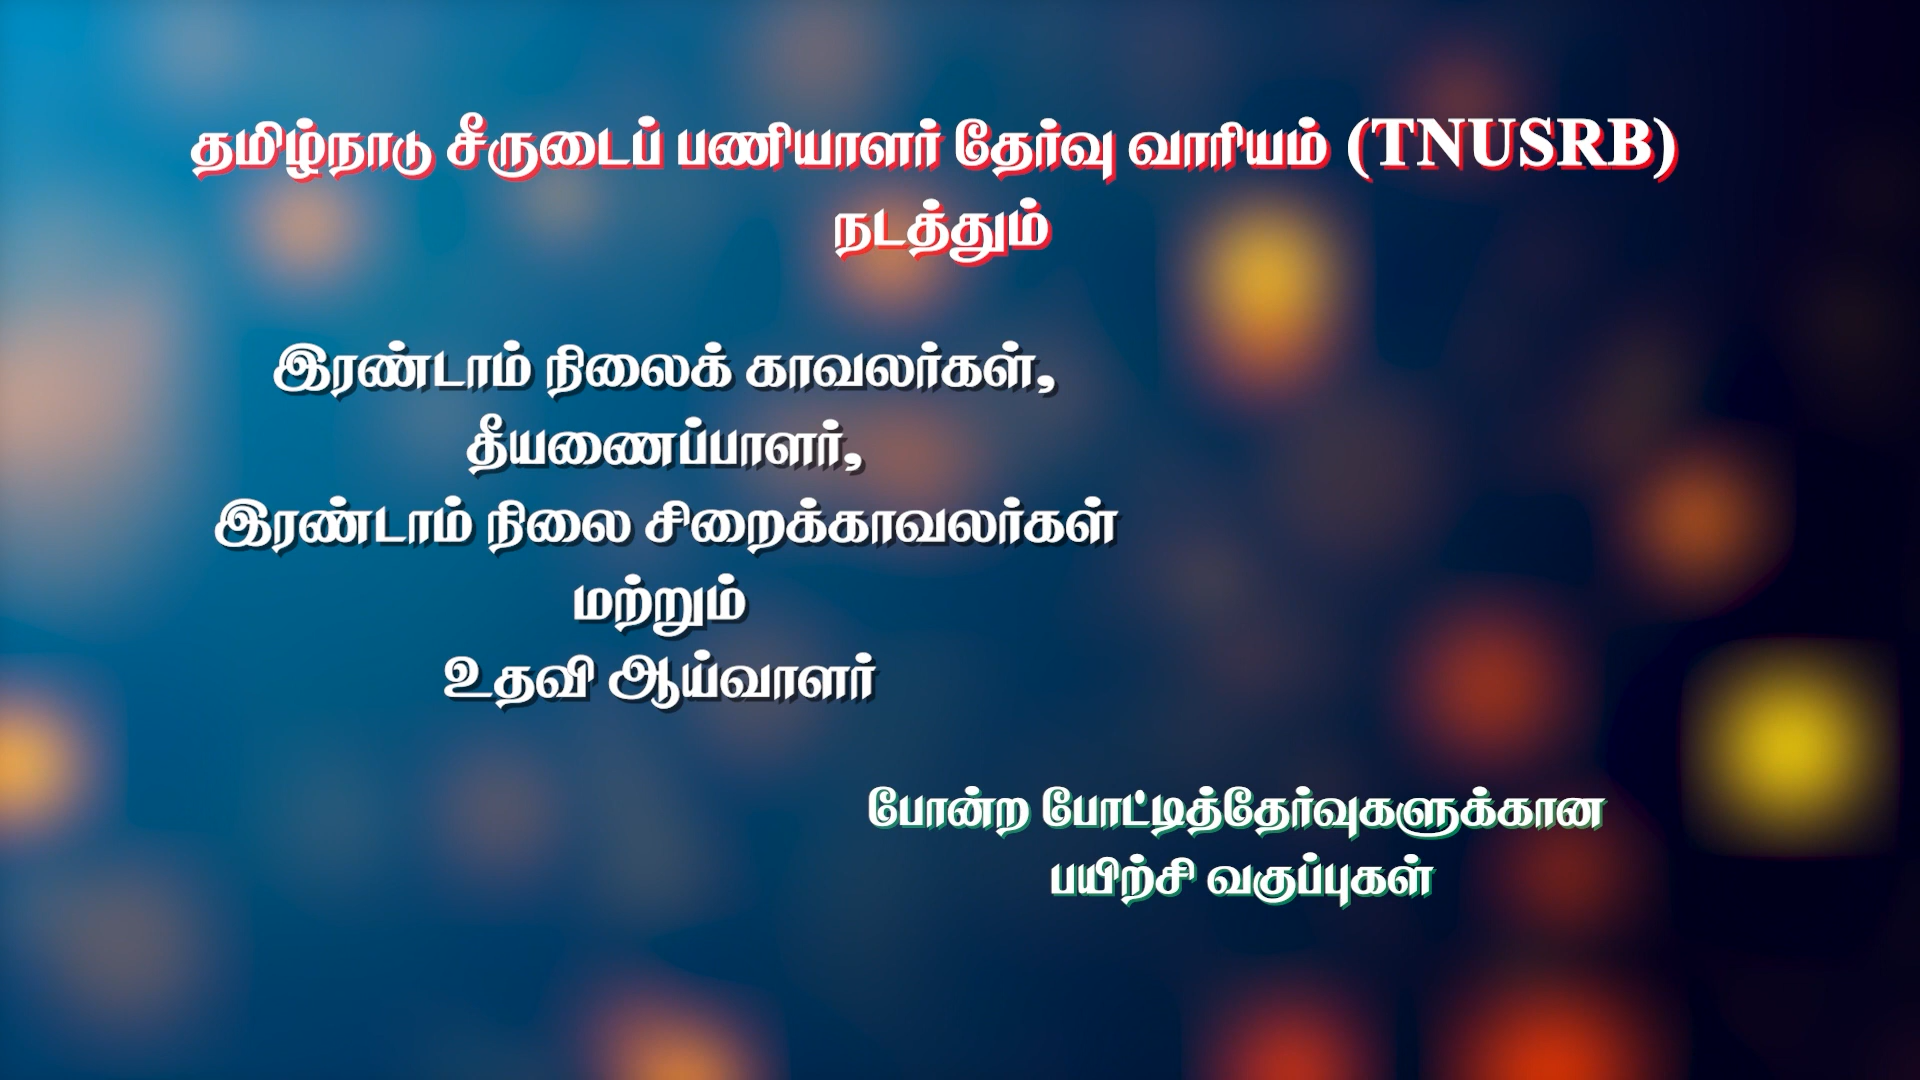 தமிழ்நாடு சீருடைப் பணியாளர் தேர்வு வாரியம் (TNUSRB)
நடத்தும்
இரண்டாம் நிலைக் காவலர்கள்,
தீயணைப்பாளர்,
இரண்டாம் நிலை சிறைக்காவலர்கள்
மற்றும்
உதவி ஆய்வாளர்
போன்ற போட்டித்தேர்வுகளுக்கான
பயிற்சி வகுப்புகள்